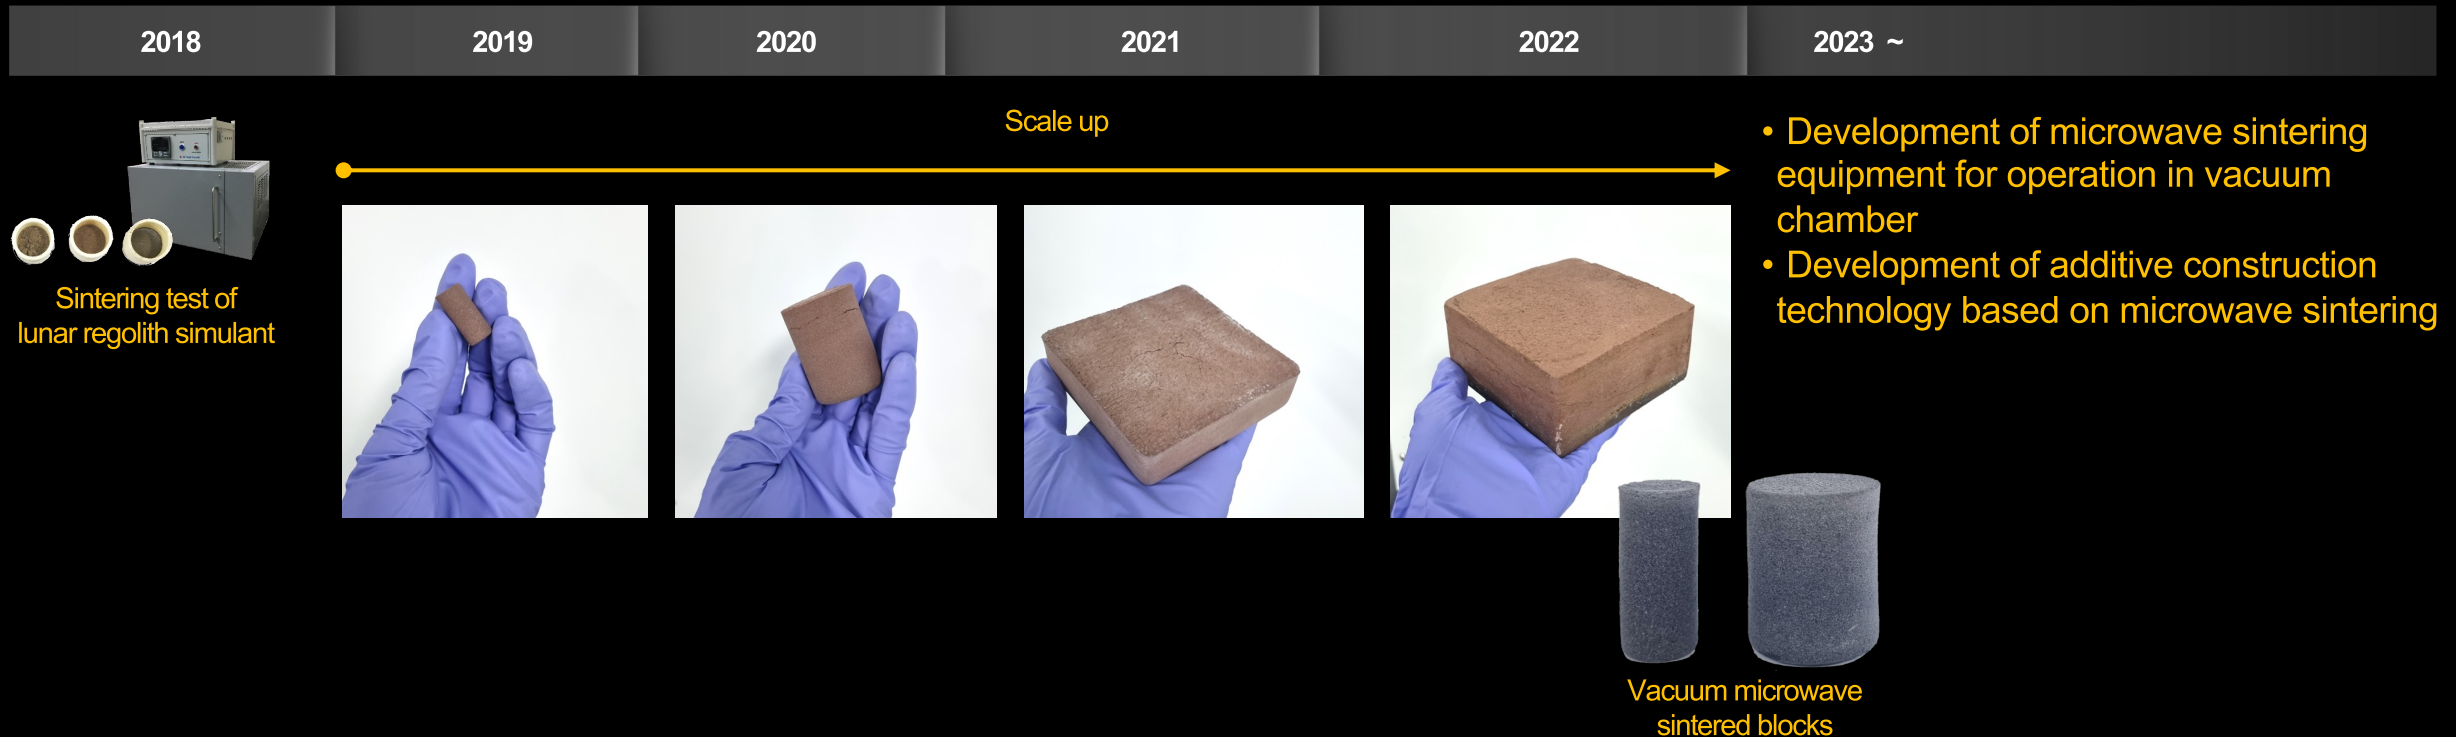 2018 2019 2020 2021 2022 2023 ~
Scale up
Sintering test of
lunar regolith simulant
• Development of microwave sintering
equipment for operation in vacuum
chamber
• Development of additive construction
technology based on microwave sintering
Vacuum microwave
sintered blocks